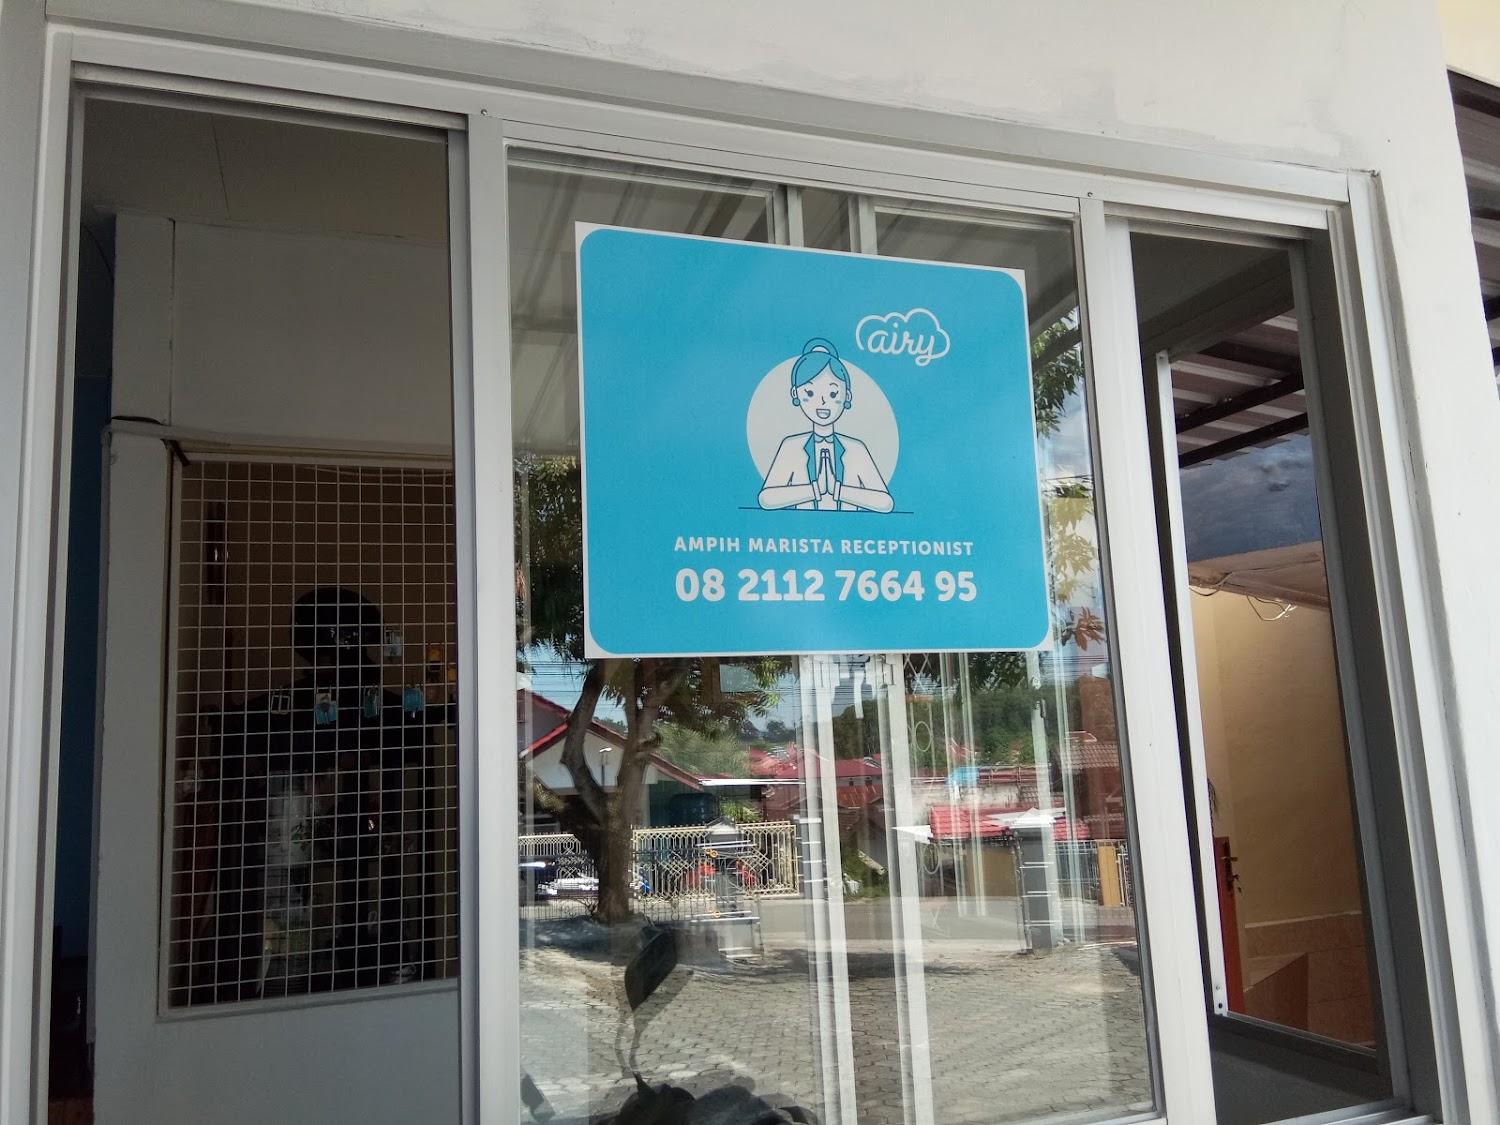 airy
AMPIH MARISTA RECEPTIONIST
08 2112 7664 95